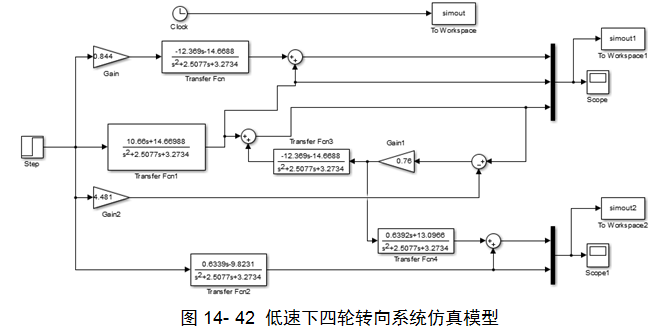 Clock
simout
To Workspace
0.844
Gain
-12.369s-14.6688
s²+2.5077s+3.2734
Transfer Fcn
simout1
To Workspace1
Scope
Step
10.66s+14.66988
s²+2.5077s+3.2734
Transfer Fcn1
Transfer Fcn3
-12.369s-14.6688
s²+2.5077s+3.2734
Gain1
0.76
4.481
Gain2
0.6392s+13.0966
s²+2.5077s+3.2734
Transfer Fcn4
simout2
To Workspace2
Scope1
0.6339s-9.8231
s²+2.5077s+3.2734
Transfer Fcn2
图 14- 42 低速下四轮转向系统仿真模型